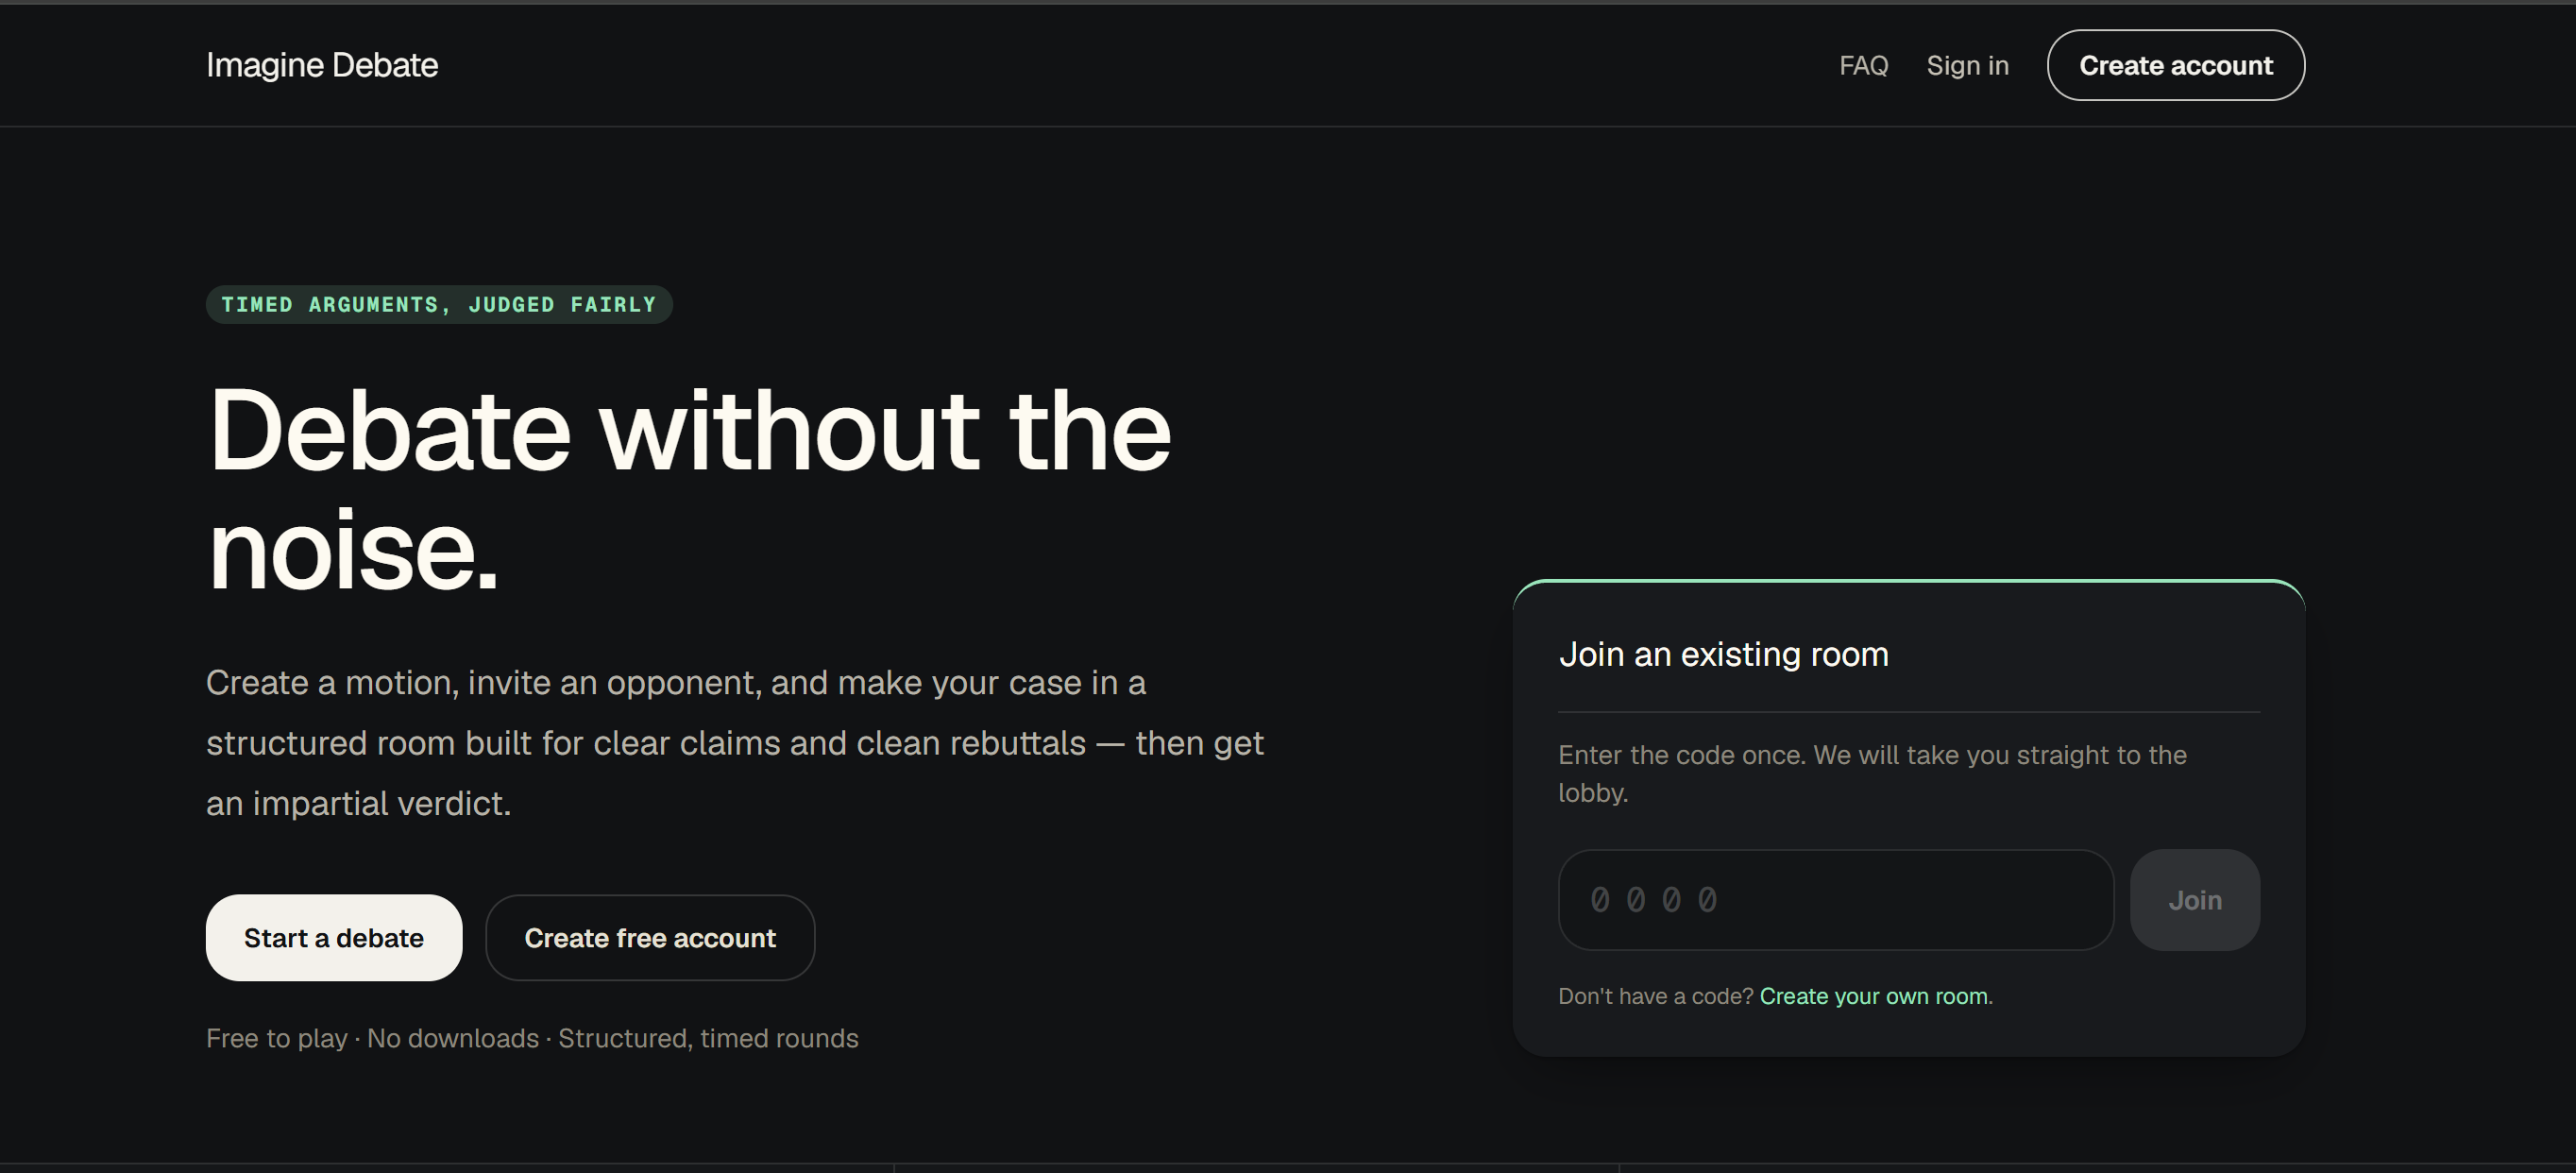 Imagine Debate
FAQ
Sign in
Create account
TIMED ARGUMENTS, JUDGED FAIRLY
Debate without the
noise.
Create a motion, invite an opponent, and make your case in a
structured room built for clear claims and clean rebuttals — then get
an impartial verdict.
Start a debate
Create free account
Free to play · No downloads · Structured, timed rounds
Join an existing room
Enter the code once. We will take you straight to the
lobby.
0 0 0 0
Join
Don't have a code? Create your own room.